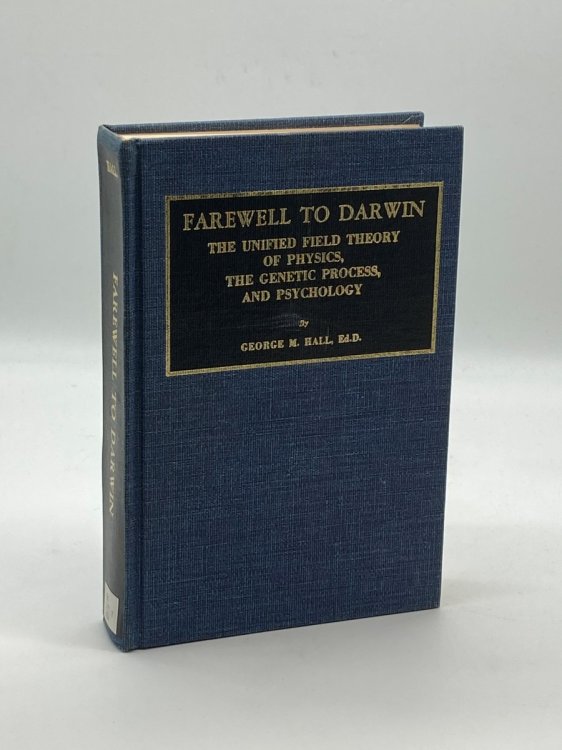 FAREWELL TO DARWIN
THE UNIFIED FIELD THEORY
OF PHYSICS,
THE GENETIC PROCESS,
AND PSYCHOLOGY
By
GEORGE M. HALL, Ed.D.
HALL
FAREWELL TO DARWIN